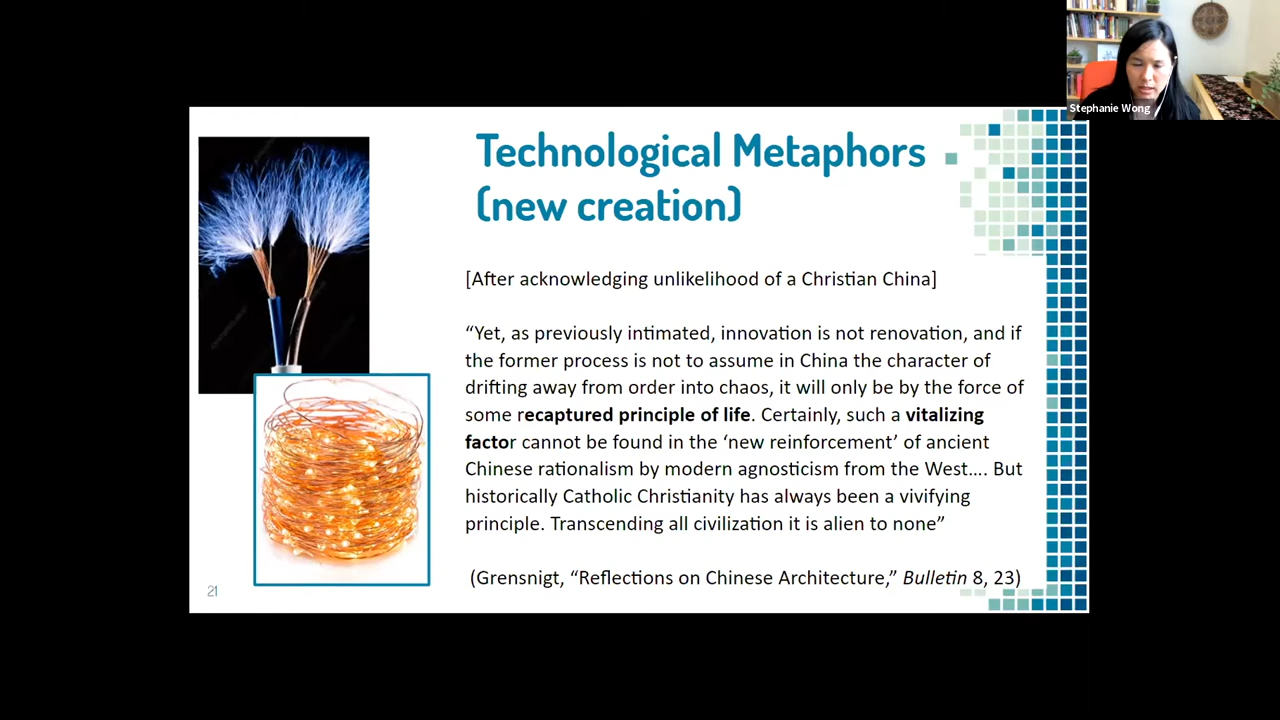 Stephanie Wong
Technological Metaphors
(new creation)
[After acknowledging unlikelihood of a Christian China]
“Yet, as previously intimated, innovation is not renovation, and if
the former process is not to assume in China the character of
drifting away from order into chaos, it will only be by the force of
some recaptured principle of life. Certainly, such a vitalizing
factor cannot be found in the ‘new reinforcement’ of ancient
Chinese rationalism by modern agnosticism from the West.... But
historically Catholic Christianity has always been a vivifying
principle. Transcending all civilization it is alien to none”
(Grensnigt, “Reflections on Chinese Architecture,” Bulletin 8, 23)
21